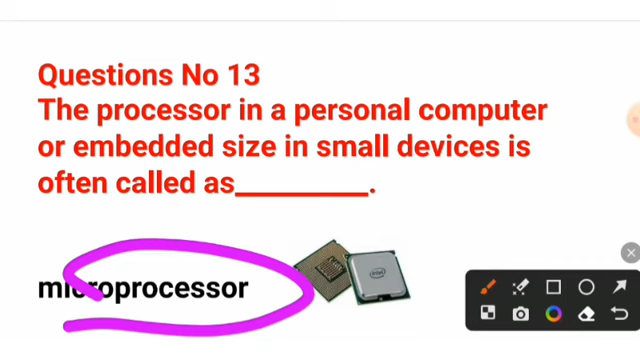 Questions No 13
The processor in a personal computer
or embedded size in small devices is
often called as_________.
microprocessor
intel